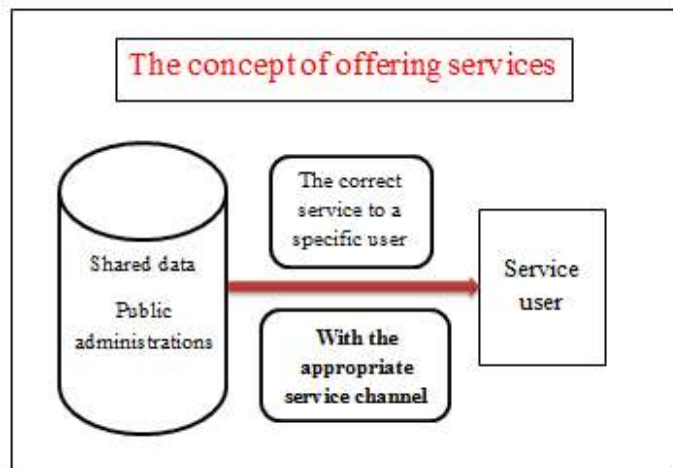 The concept of offering services
The correct
service to a
specific user
Shared data
Public
administrations
Service
user
With the
appropriate
service channel